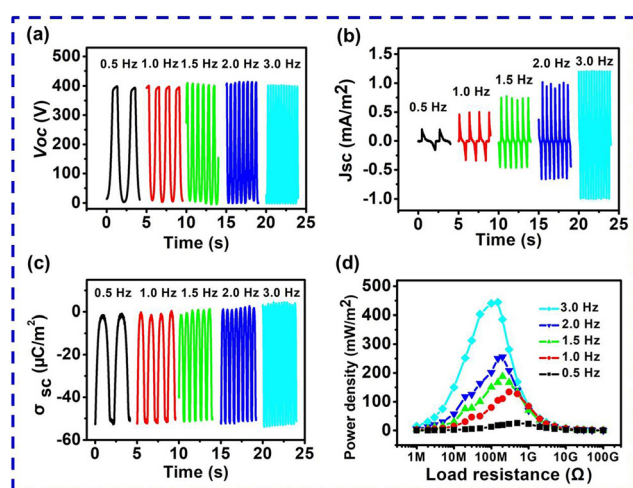 (a)
0.5 Hz 1.0 Hz 1.5 Hz 2.0 Hz 3.0 Hz
Voc (V)
500
400
300
200
100
0
0 5 10 15 20 25
Time (s)
(b)
0.5 Hz
1.0 Hz
1.5 Hz
2.0 Hz
3.0 Hz
Jsc (mA/m²)
1.5
1.0
0.5
0.0
-0.5
-1.0
0 5 10 15 20 25
Time (s)
(c)
0.5 Hz 1.0 Hz 1.5 Hz 2.0 Hz 3.0 Hz
σ sc (μC/m²)
20
0
-20
-40
-60
0 5 10 15 20 25
Time (s)
(d)
Power density (mW/m²)
500
400
300
200
100
0
3.0 Hz
2.0 Hz
1.5 Hz
1.0 Hz
0.5 Hz
1M 10M 100M 1G 10G 100G
Load resistance (Ω)